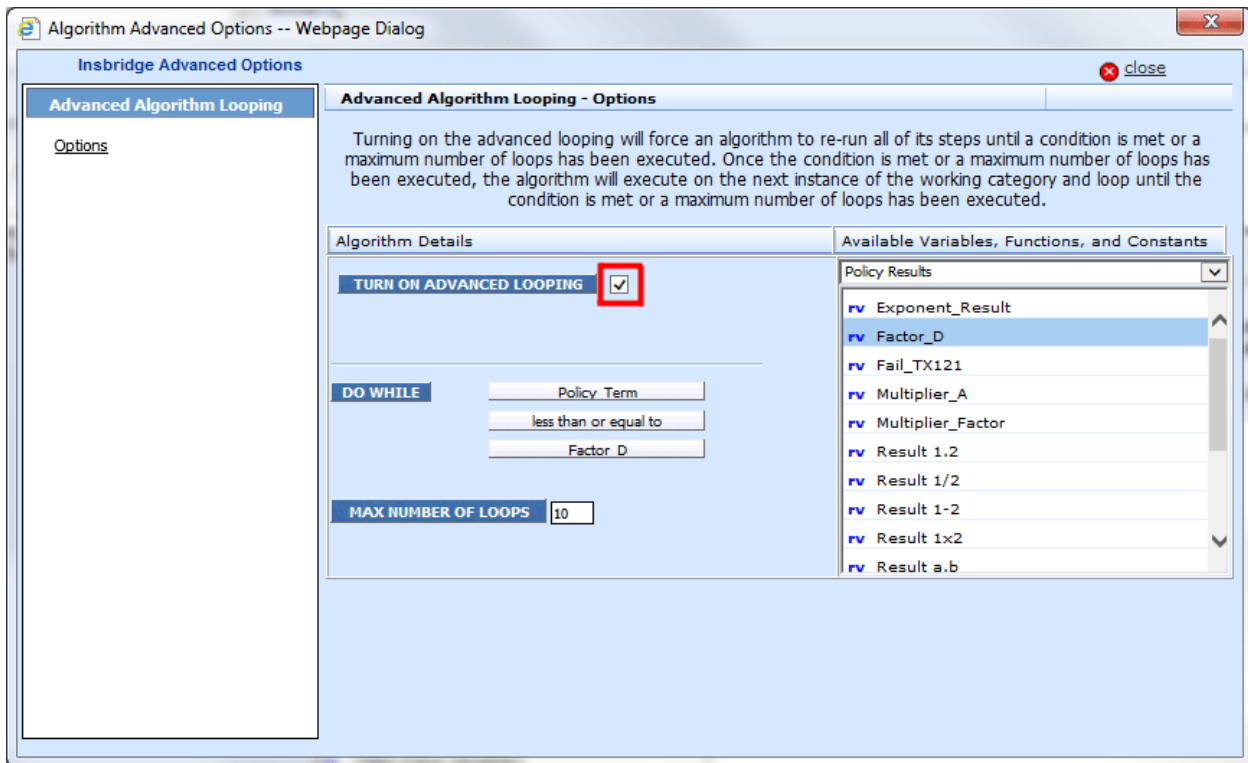 Algorithm Advanced Options -- Webpage Dialog
Insbridge Advanced Options
close
Advanced Algorithm Looping
Options
Advanced Algorithm Looping - Options
Turning on the advanced looping will force an algorithm to re-run all of its steps until a condition is met or a
maximum number of loops has been executed. Once the condition is met or a maximum number of loops has
been executed, the algorithm will execute on the next instance of the working category and loop until the
condition is met or a maximum number of loops has been executed.
Algorithm Details
TURN ON ADVANCED LOOPING
DO WHILE
Policy_Term
less than or equal to
Factor_D
MAX NUMBER OF LOOPS 10
Available Variables, Functions, and Constants
Policy Results
rv Exponent_Result
rv Factor_D
rv Fail_TX121
rv Multiplier_A
rv Multiplier_Factor
rv Result 1.2
rv Result 1/2
rv Result 1-2
rv Result 1x2
rv Result a.b